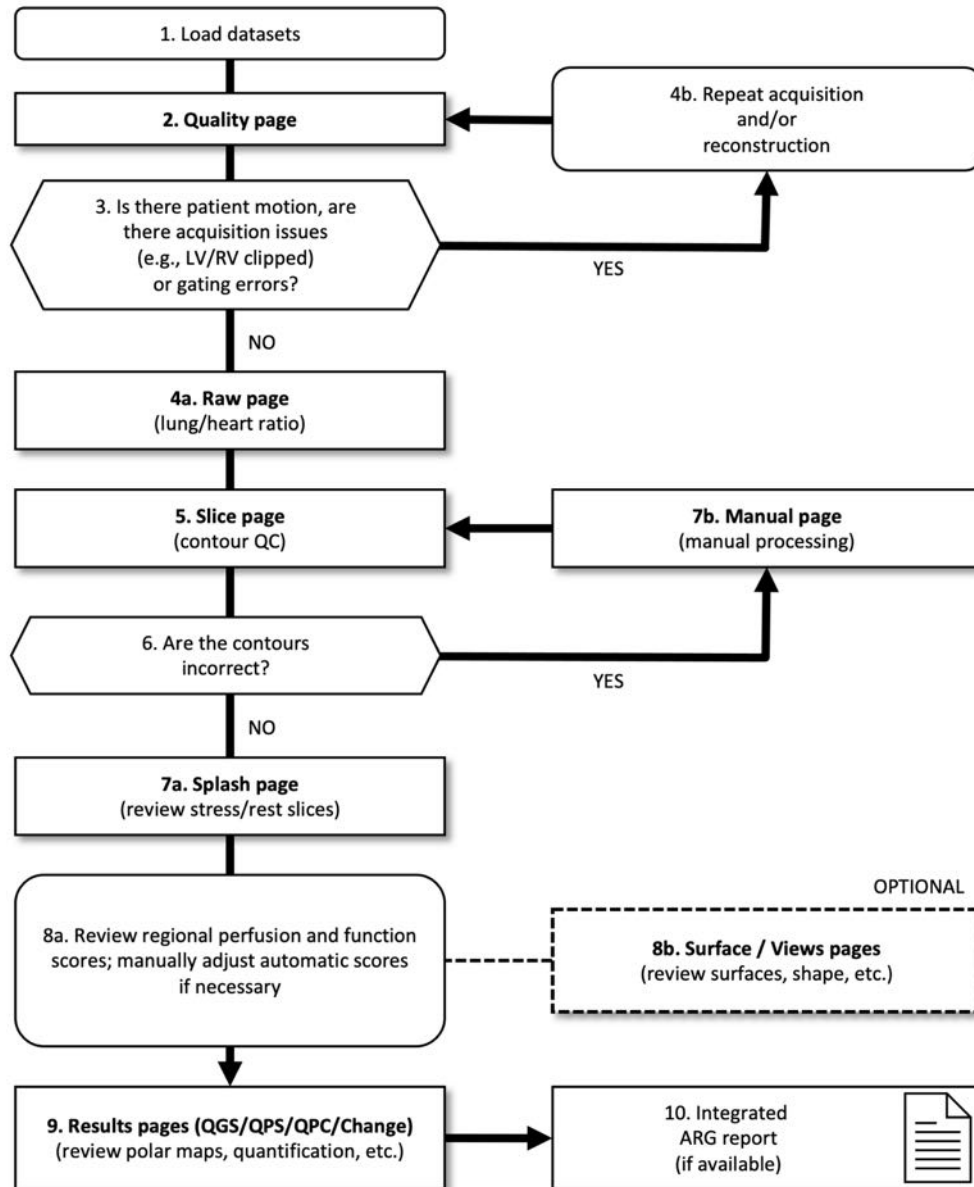 1. Load datasets
2. Quality page
4b. Repeat acquisition
and/or
reconstruction
3. Is there patient motion, are
there acquisition issues
(e.g., LV/RV clipped)
or gating errors?
YES
NO
4a. Raw page
(lung/heart ratio)
5. Slice page
(contour QC)
7b. Manual page
(manual processing)
6. Are the contours
incorrect?
YES
NO
7a. Splash page
(review stress/rest slices)
OPTIONAL
8a. Review regional perfusion and function
scores; manually adjust automatic scores
if necessary
8b. Surface / Views pages
(review surfaces, shape, etc.)
9. Results pages (QGS/QPS/QPC/Change)
(review polar maps, quantification, etc.)
10. Integrated
ARG report
(if available)